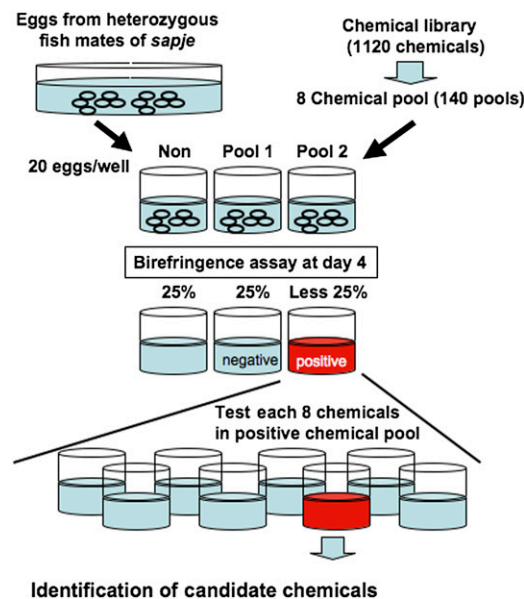 Eggs from heterozygous
fish mates of sapje
Chemical library
(1120 chemicals)
8 Chemical pool (140 pools)
20 eggs/well
Non Pool 1 Pool 2
Birefringence assay at day 4
25% 25% Less 25%
negative positive
Test each 8 chemicals
in positive chemical pool
Identification of candidate chemicals